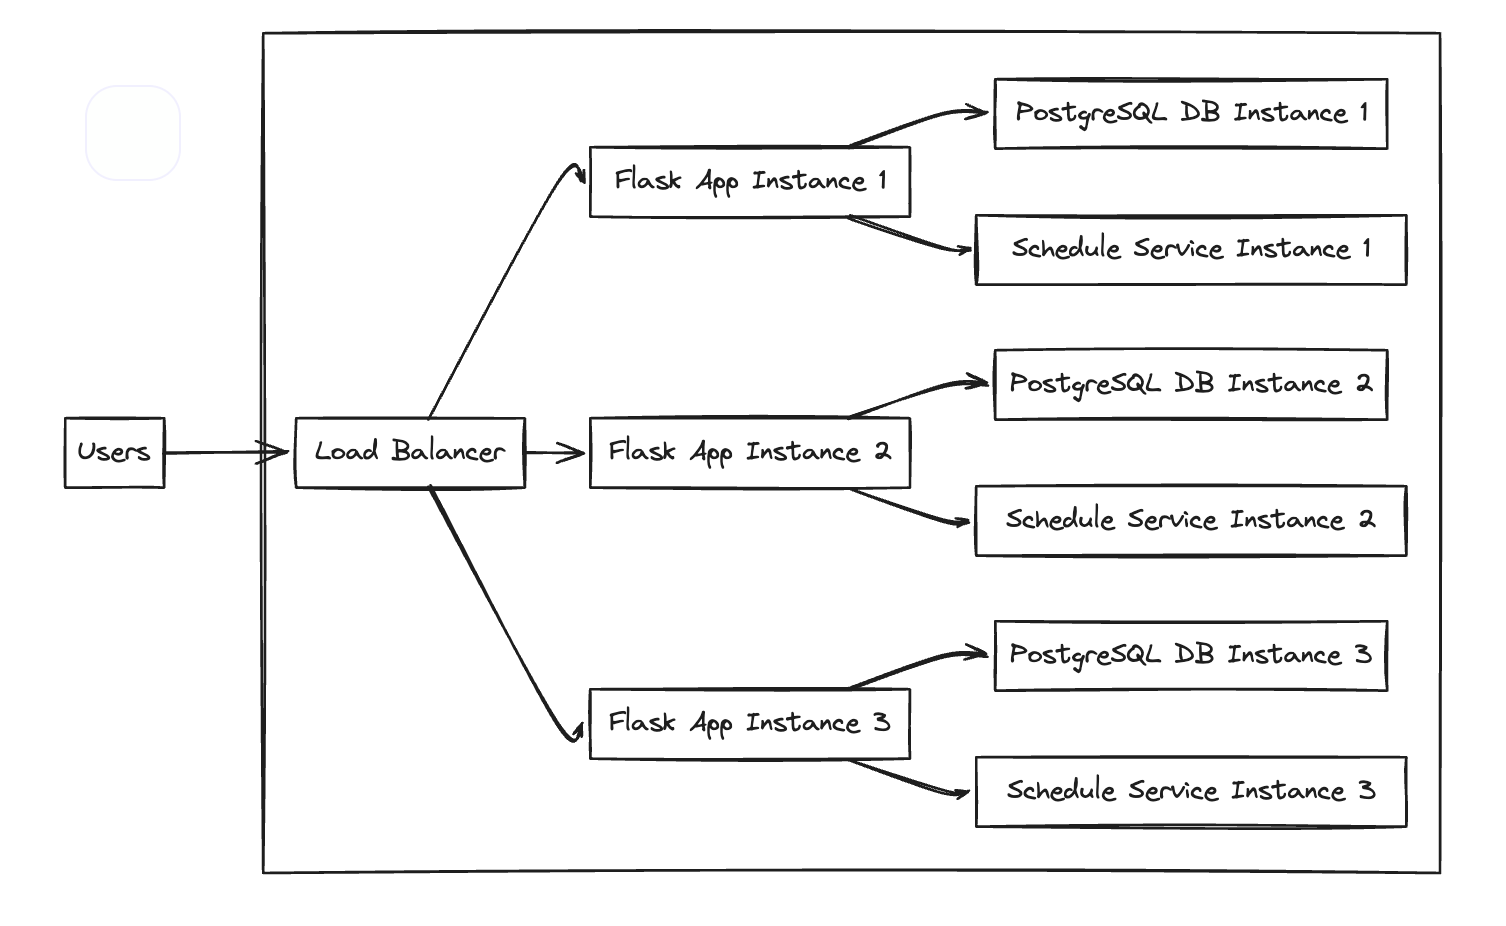 PostgreSQL DB Instance 1
Flask App Instance 1
Schedule Service Instance 1
PostgreSQL DB Instance 2
Users
Load Balancer
Flask App Instance 2
Schedule Service Instance 2
PostgreSQL DB Instance 3
Flask App Instance 3
Schedule Service Instance 3